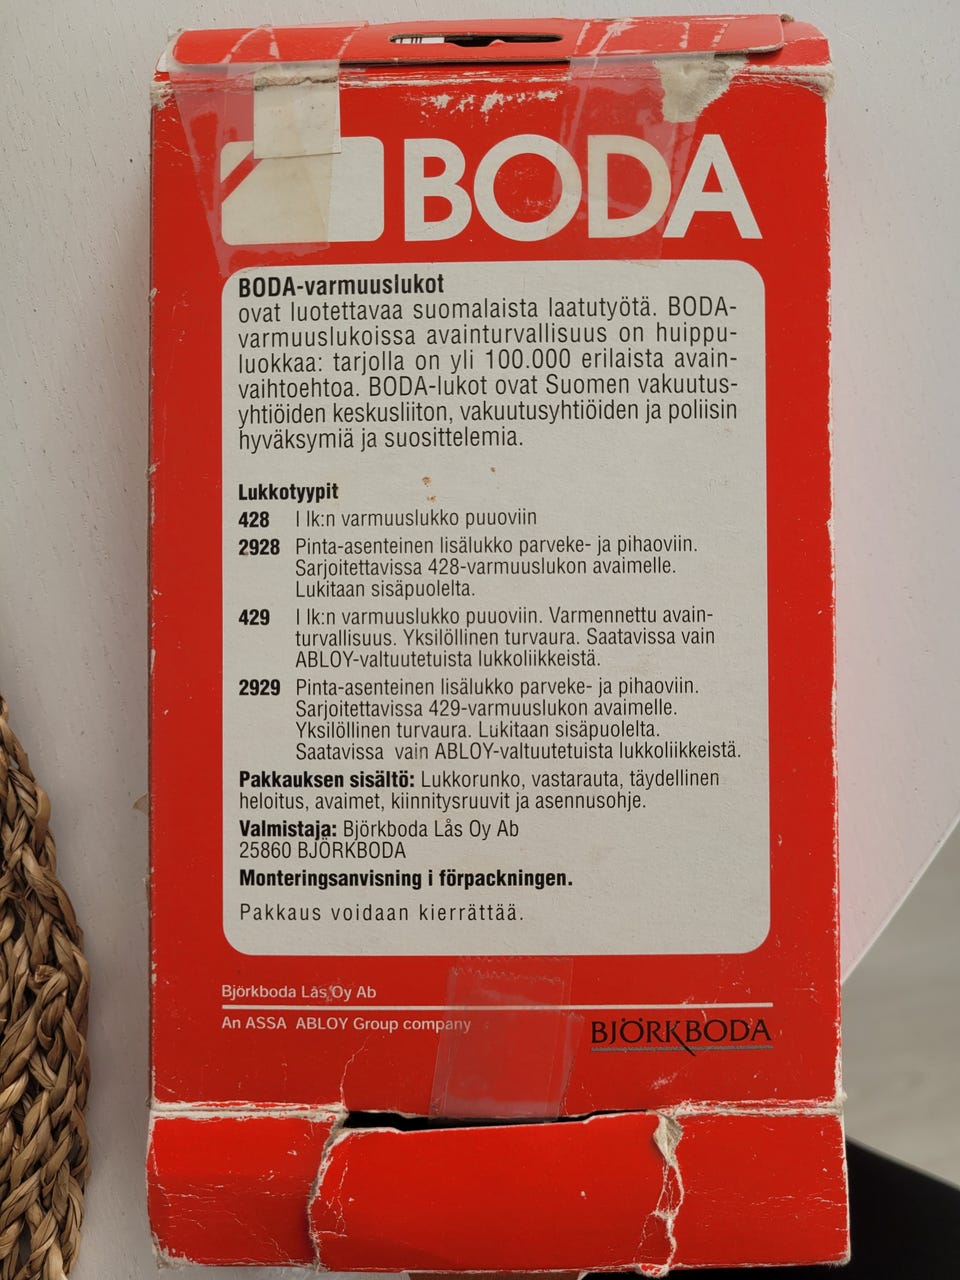 BODA
BODA-varmuuslukot
ovat luotettavaa suomalaista laatutyötä. BODA-
varmuuslukoissa avainturvallisuus on huippu-
luokkaa: tarjolla on yli 100.000 erilaista avain-
vaihtoehtoa. BODA-lukot ovat Suomen vakuutus-
yhtiöiden keskusliiton, vakuutusyhtiöiden ja poliisin
hyväksymiä ja suosittelemia.
Lukkotyypit
428 I lk:n varmuuslukko puuoviin
2928 Pinta-asenteinen lisälukko parveke- ja pihaoviin.
Sarjoitettavissa 428-varmuuslukon avaimelle.
Lukitaan sisäpuolelta.
429 I lk:n varmuuslukko puuoviin. Varmennettu avain-
turvallisuus. Yksilöllinen turvaura. Saatavissa vain
ABLOY-valtuutetuista lukkoliikkeistä.
2929 Pinta-asenteinen lisälukko parveke- ja pihaoviin.
Sarjoitettavissa 429-varmuuslukon avaimelle.
Yksilöllinen turvaura. Lukitaan sisäpuolelta.
Saatavissa vain ABLOY-valtuutetuista lukkoliikkeistä.
Pakkauksen sisältö: Lukkorunko, vastarauta, täydellinen
heloitus, avaimet, kiinnitysruuvit ja asennusohje.
Valmistaja: Björkboda Lås Oy Ab
25860 BJÖRKBODA
Monteringsanvisning i förpackningen.
Pakkaus voidaan kierrättää.
Björkboda Lås Oy Ab
An ASSA ABLOY Group company
BJÖRKBODA